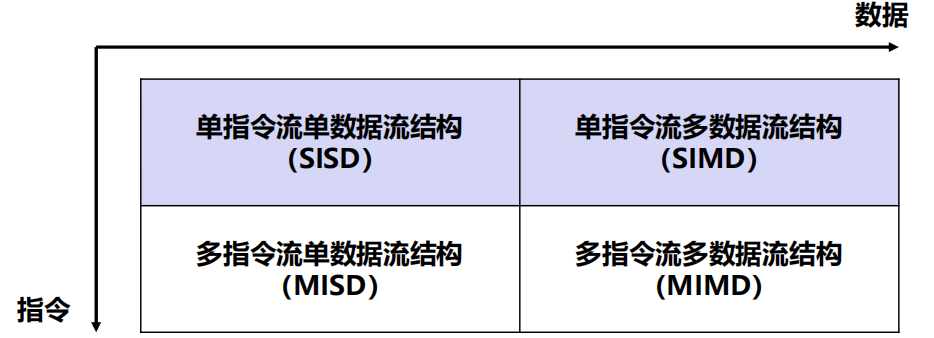 数据
单指令流单数据流结构
（SISD）
单指令流多数据流结构
（SIMD）
多指令流单数据流结构
（MISD）
多指令流多数据流结构
（MIMD）
指令